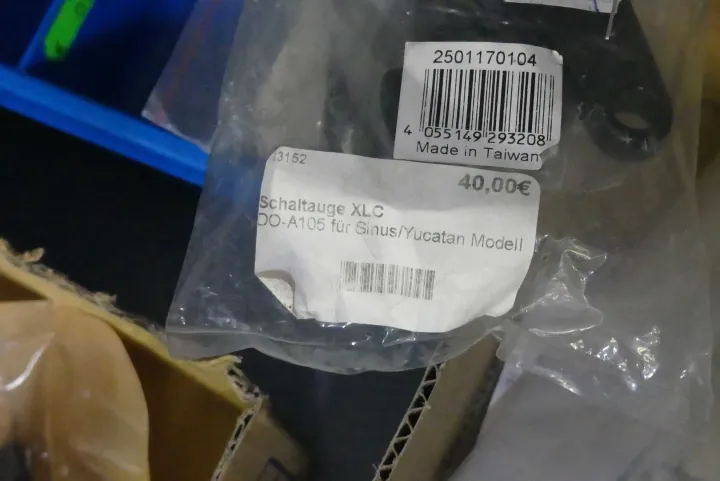 2501170104
4 055149 293208
Made in Taiwan
13152
40,00€
Schaltauge XLC
DO-A105 für Sinus/Yucatan Modell